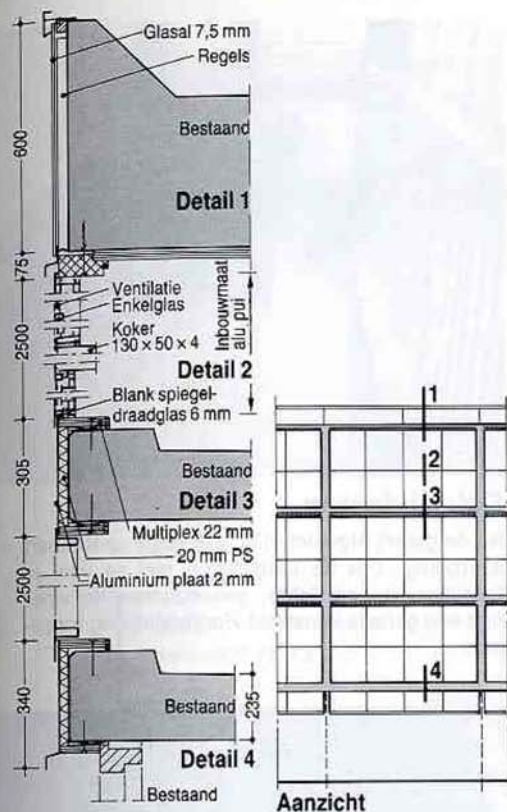 Glasal 7,5 mm
Regels
Bestaand
600
Detail 1
75
Ventilatie
Enkelglas
Koker
130 × 50 × 4
Inbouwmaat
alu pui
2500
Detail 2
Blank spiegel-
draadglas 6 mm
305
Bestaand
Detail 3
Multiplex 22 mm
20 mm PS
Aluminium plaat 2 mm
2500
340
Bestaand
235
Detail 4
Bestaand
1
2
3
4
Aanzicht